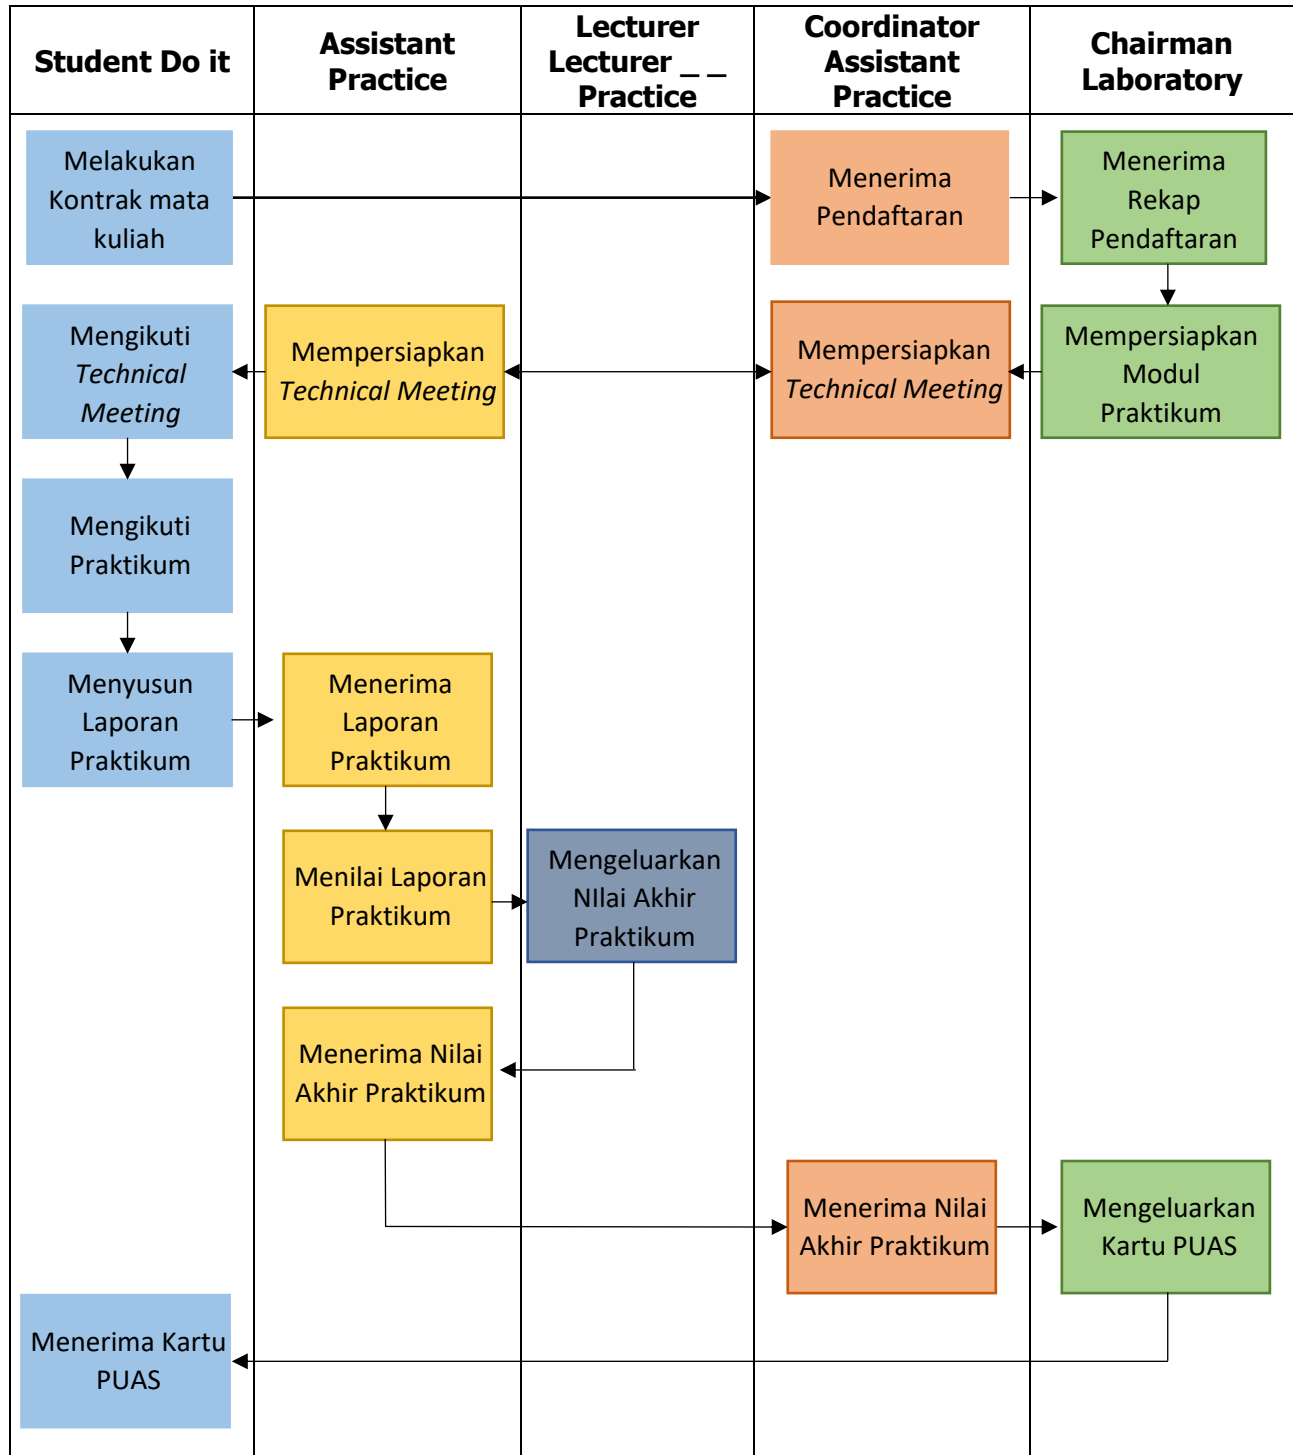 Student Do it
Assistant
Practice
Lecturer
Lecturer _ _
Practice
Coordinator
Assistant
Practice
Chairman
Laboratory
Melakukan
Kontrak mata
kuliah
Menerima
Pendaftaran
Menerima
Rekap
Pendaftaran
Mengikuti
Technical
Meeting
Mempersiapkan
Technical Meeting
Mempersiapkan
Technical Meeting
Mempersiapkan
Modul
Praktikum
Mengikuti
Praktikum
Menyusun
Laporan
Praktikum
Menerima
Laporan
Praktikum
Menilai Laporan
Praktikum
Mengeluarkan
NIlai Akhir
Praktikum
Menerima Nilai
Akhir Praktikum
Menerima Nilai
Akhir Praktikum
Mengeluarkan
Kartu PUAS
Menerima Kartu
PUAS